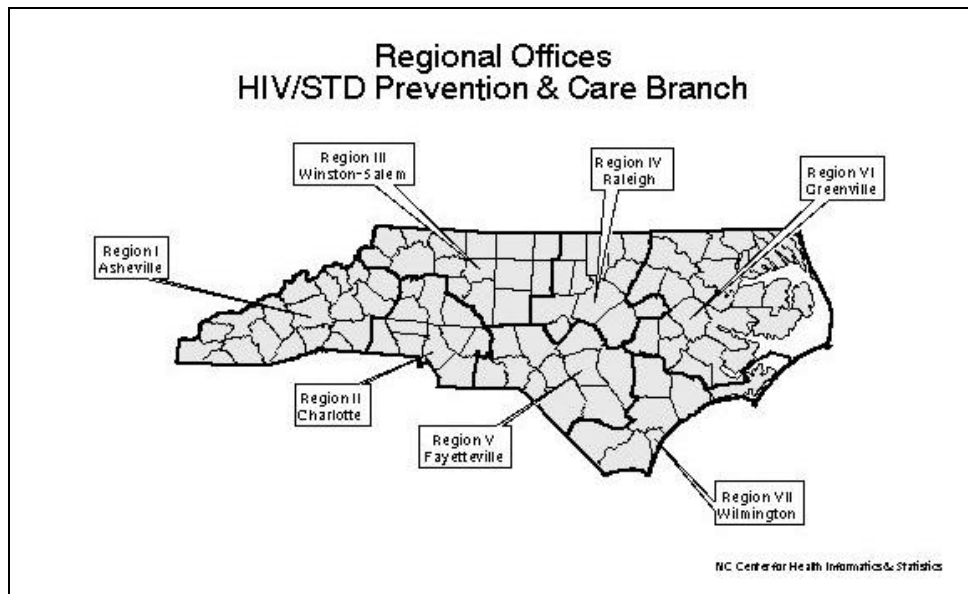 Regional Offices
HIV/STD Prevention & Care Branch
Region III
Winston-Salem
Region IV
Raleigh
Region VI
Greenville
Region I
Asheville
Region II
Charlotte
Region V
Fayetteville
Region VII
Wilmington
NC Center for Health Informatics & Statistics